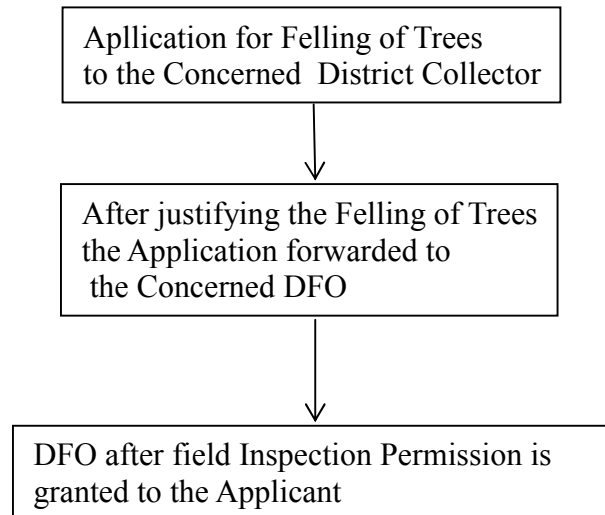 Apllication for Felling of Trees
to the Concerned District Collector
After justifying the Felling of Trees
the Application forwarded to
the Concerned DFO
DFO after field Inspection Permission is
granted to the Applicant